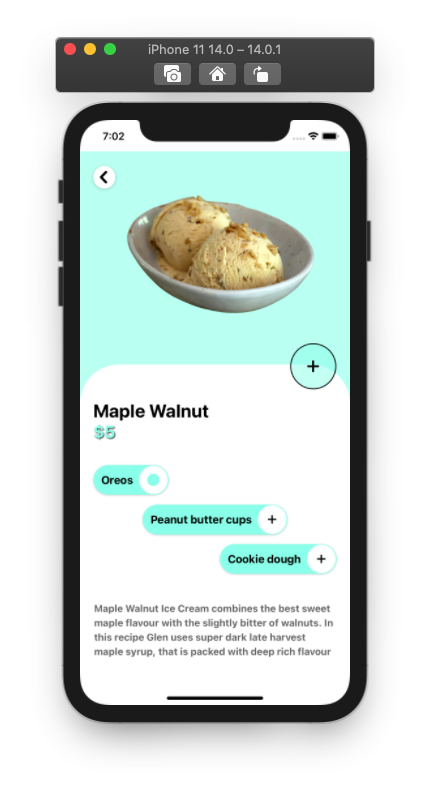 iPhone 11 14.0 – 14.0.1
7:02
+
Maple Walnut
$5
Oreos
Peanut butter cups +
Cookie dough +
Maple Walnut Ice Cream combines the best sweet
maple flavour with the slightly bitter of walnuts. In
this recipe Glen uses super dark late harvest
maple syrup, that is packed with deep rich flavour